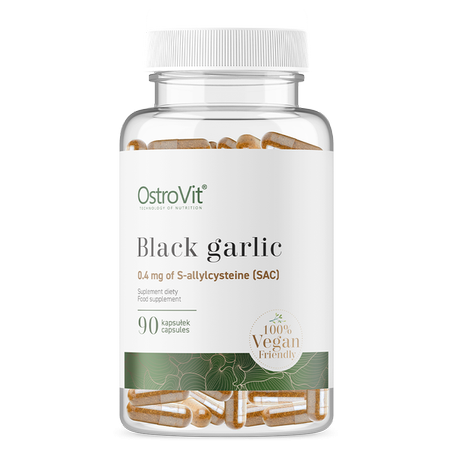 OstroVit®
TECHNOLOGY OF NUTRITION
Black garlic
0.4 mg of S-allylcysteine (SAC)
Suplement diety
Food supplement
90 kapsułek
capsules
100%
Vegan
Friendly